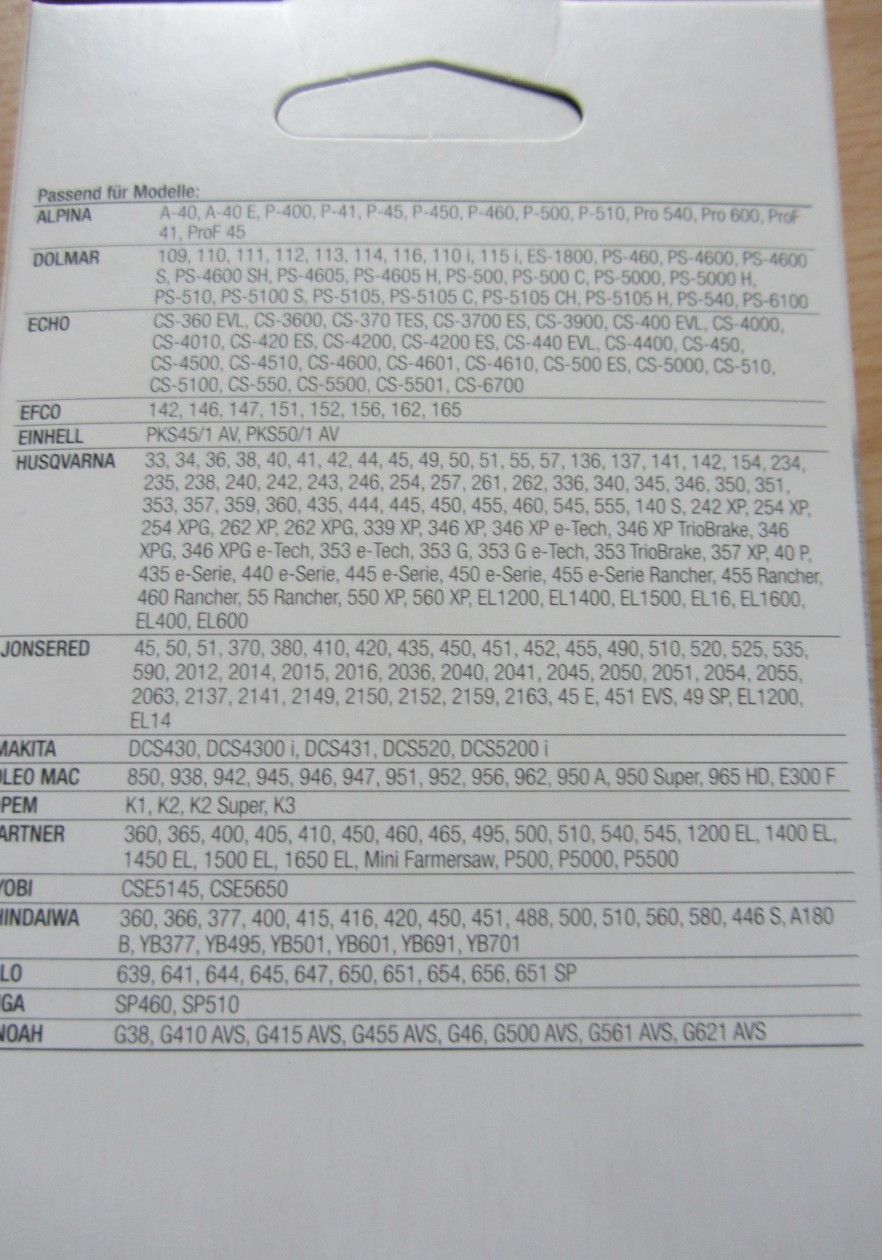 Passend für Modelle:
ALPINA A-40, A-40 E, P-400, P-41, P-45, P-450, P-460, P-500, P-510, Pro 540, Pro 600, ProF
41, ProF 45
DOLMAR 109, 110, 111, 112, 113, 114, 116, 110 i, 115 i, ES-1800, PS-460, PS-4600, PS-4600
S, PS-4600 SH, PS-4605, PS-4605 H, PS-500, PS-500 C, PS-5000, PS-5000 H,
PS-510, PS-5100 S, PS-5105, PS-5105 C, PS-5105 CH, PS-5105 H, PS-540, PS-6100
ECHO CS-360 EVL, CS-3600, CS-370 TES, CS-3700 ES, CS-3900, CS-400 EVL, CS-4000,
CS-4010, CS-420 ES, CS-4200, CS-4200 ES, CS-440 EVL, CS-4400, CS-450,
CS-4500, CS-4510, CS-4600, CS-4601, CS-4610, CS-500 ES, CS-5000, CS-510,
CS-5100, CS-550, CS-5500, CS-5501, CS-6700
EFCO 142, 146, 147, 151, 152, 156, 162, 165
EINHELL PKS45/1 AV, PKS50/1 AV
HUSQVARNA 33, 34, 36, 38, 40, 41, 42, 44, 45, 49, 50, 51, 55, 57, 136, 137, 141, 142, 154, 234,
235, 238, 240, 242, 243, 246, 254, 257, 261, 262, 336, 340, 345, 346, 350, 351,
353, 357, 359, 360, 435, 444, 445, 450, 455, 460, 545, 555, 140 S, 242 XP, 254 XP,
254 XPG, 262 XP, 262 XPG, 339 XP, 346 XP, 346 XP e-Tech, 346 XP TrioBrake, 346
XPG, 346 XPG e-Tech, 353 e-Tech, 353 G, 353 G e-Tech, 353 TrioBrake, 357 XP, 40 P,
435 e-Serie, 440 e-Serie, 445 e-Serie, 450 e-Serie, 455 e-Serie Rancher, 455 Rancher,
460 Rancher, 55 Rancher, 550 XP, 560 XP, EL1200, EL1400, EL1500, EL16, EL1600,
EL400, EL600
JONSERED 45, 50, 51, 370, 380, 410, 420, 435, 450, 451, 452, 455, 490, 510, 520, 525, 535,
590, 2012, 2014, 2015, 2016, 2036, 2040, 2041, 2045, 2050, 2051, 2054, 2055,
2063, 2137, 2141, 2149, 2150, 2152, 2159, 2163, 45 E, 451 EVS, 49 SP, EL1200,
EL14
MAKITA DCS430, DCS4300 i, DCS431, DCS520, DCS5200 i
OLEO MAC 850, 938, 942, 945, 946, 947, 951, 952, 956, 962, 950 A, 950 Super, 965 HD, E300 F
PEM K1, K2, K2 Super, K3
ARTNER 360, 365, 400, 405, 410, 450, 460, 465, 495, 500, 510, 540, 545, 1200 EL, 1400 EL,
1450 EL, 1500 EL, 1650 EL, Mini Farmersaw, P500, P5000, P5500
YOBI CSE5145, CSE5650
HINDAIWA 360, 366, 377, 400, 415, 416, 420, 450, 451, 488, 500, 510, 560, 580, 446 S, A180
B, YB377, YB495, YB501, YB601, YB691, YB701
LO 639, 641, 644, 645, 647, 650, 651, 654, 656, 651 SP
GA SP460, SP510
NOAH G38, G410 AVS, G415 AVS, G455 AVS, G46, G500 AVS, G561 AVS, G621 AVS